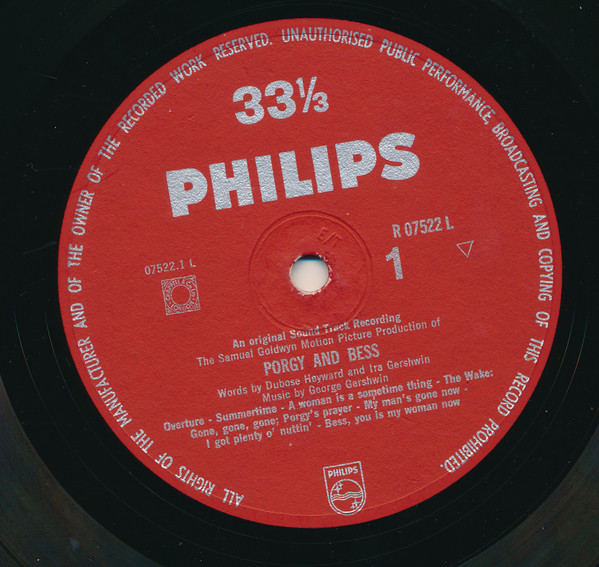 ALL RIGHTS OF THE MANUFACTURER AND OF THE OWNER OF THE RECORDED WORK RESERVED. UNAUTHORISED PUBLIC PERFORMANCE, BROADCASTING AND COPYING OF THIS RECORD PROHIBITED.
33⅓
PHILIPS
E/T
R 07522 L
07522.1 L
1
An original Sound Track Recording
The Samuel Goldwyn Motion Picture Production of
PORGY AND BESS
Words by Dubose Heyward and Ira Gershwin
Music by George Gershwin
Overture - Summertime - A woman is a sometime thing - The Wake:
Gone, gone, gone; Porgy's prayer - My man's gone now -
I got plenty o' nuttin' - Bess, you is my woman now
PHILIPS